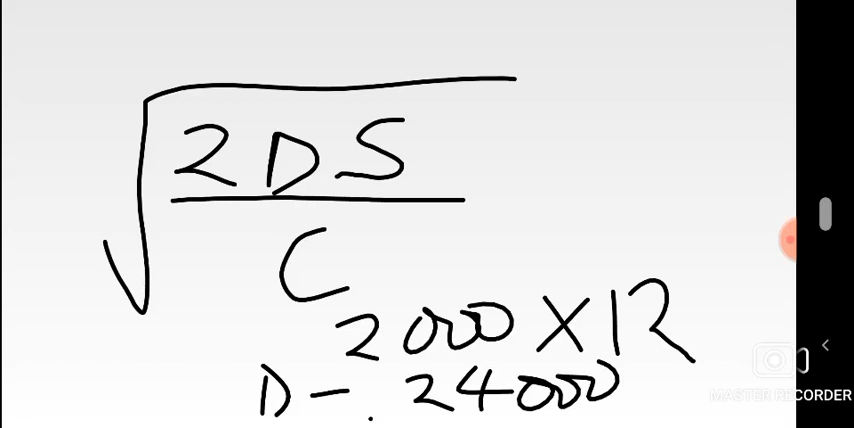 √
2DS
C
2000 X 12
D - . 24000
MASTER RECORDER